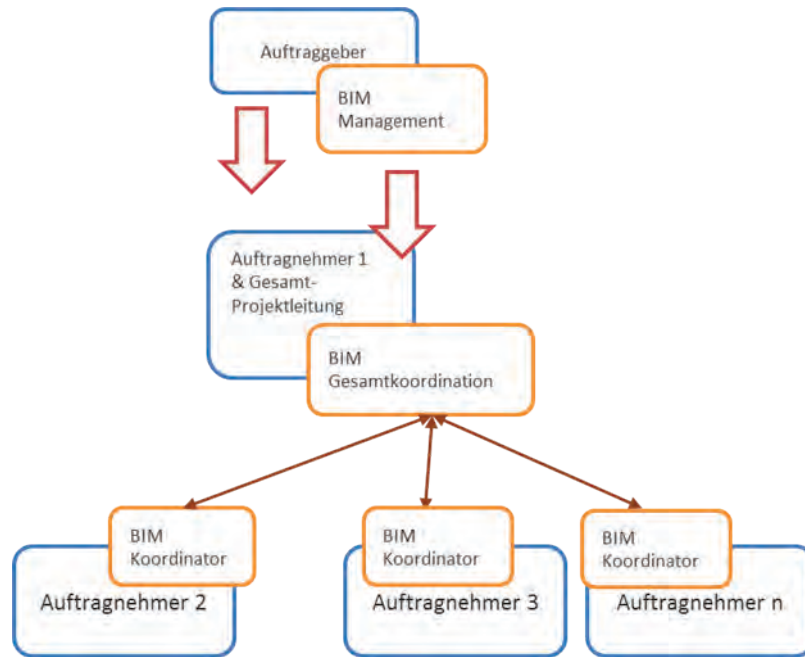 Auftraggeber
BIM
Management
Auftragnehmer 1
& Gesamt-
Projektleitung
BIM
Gesamtkoordination
BIM
Koordinator
Auftragnehmer 2
BIM
Koordinator
Auftragnehmer 3
BIM
Koordinator
Auftragnehmer n